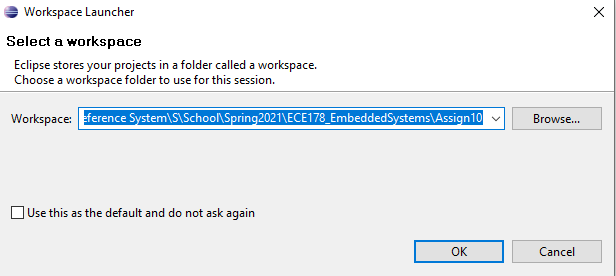 Workspace Launcher
Select a workspace
Eclipse stores your projects in a folder called a workspace.
Choose a workspace folder to use for this session.
Workspace: eference System\S\School\Spring2021\ECE178_EmbeddedSystems\Assign10 Browse...
Use this as the default and do not ask again
OK Cancel